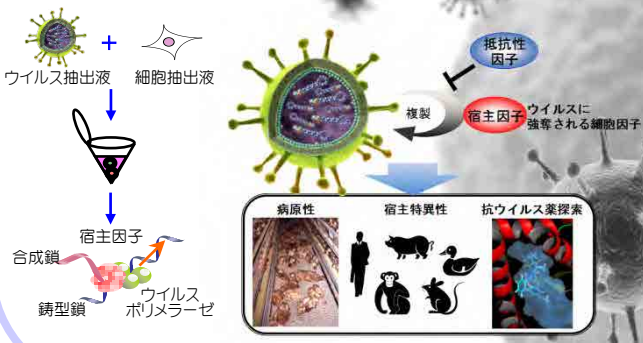 +
ウイルス抽出液
細胞抽出液
宿主因子
合成鎖
鋳型鎖
ウイルス
ポリメラーゼ
抵抗性
因子
複製
宿主因子
ウイルスに
強奪される細胞因子
病原性
宿主特異性
抗ウイルス薬探索